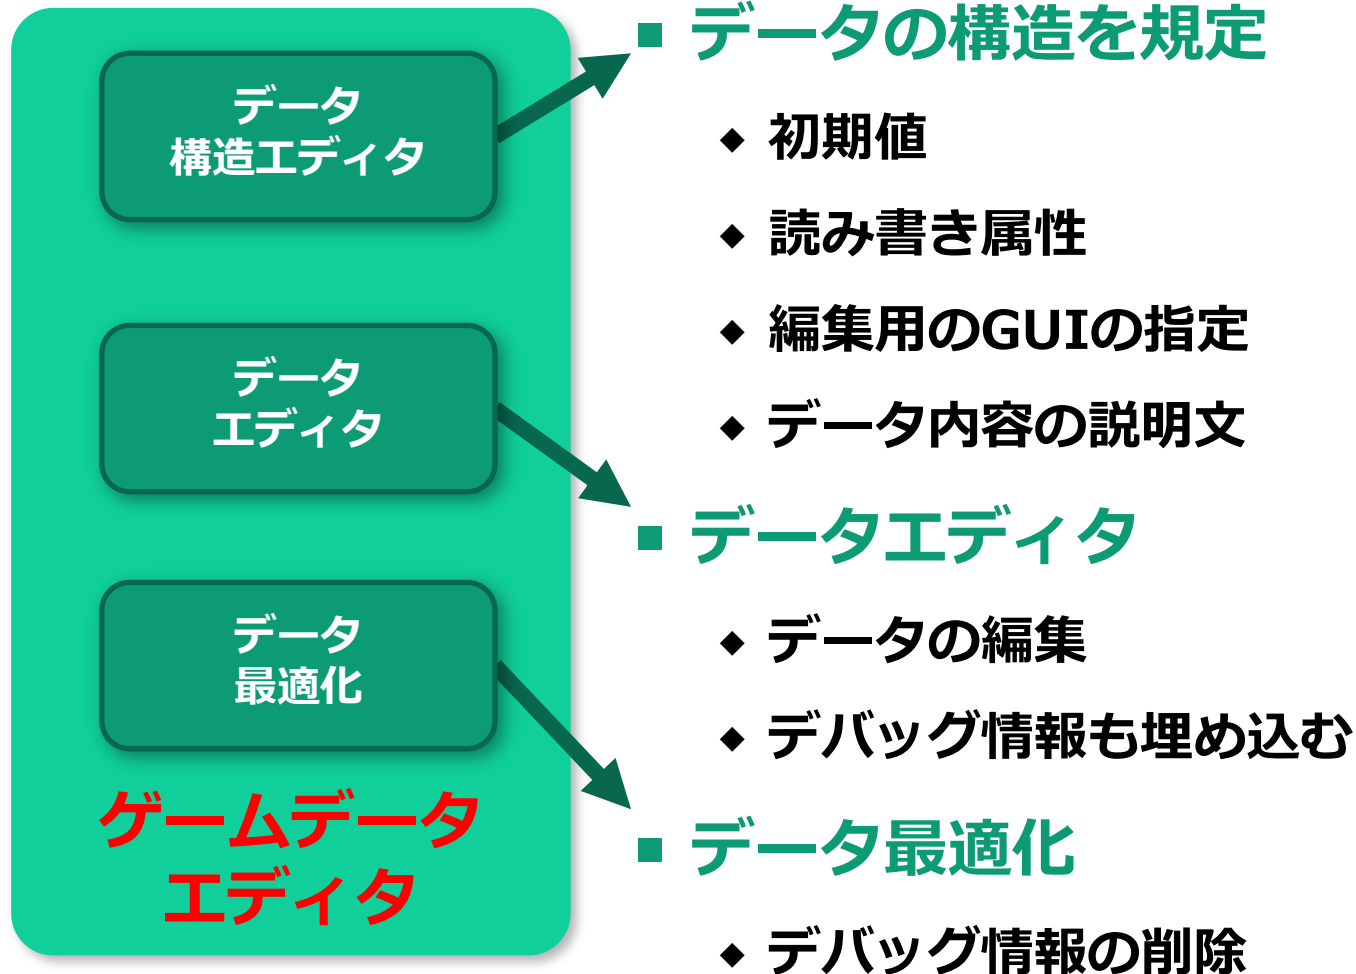 データ
構造エディタ
データ
エディタ
データ
最適化
ゲームデータ
エディタ
データの構造を規定
初期値
読み書き属性
編集用のGUIの指定
データ内容の説明文
データエディタ
データの編集
デバッグ情報も埋め込む
データ最適化
デバッグ情報の削除